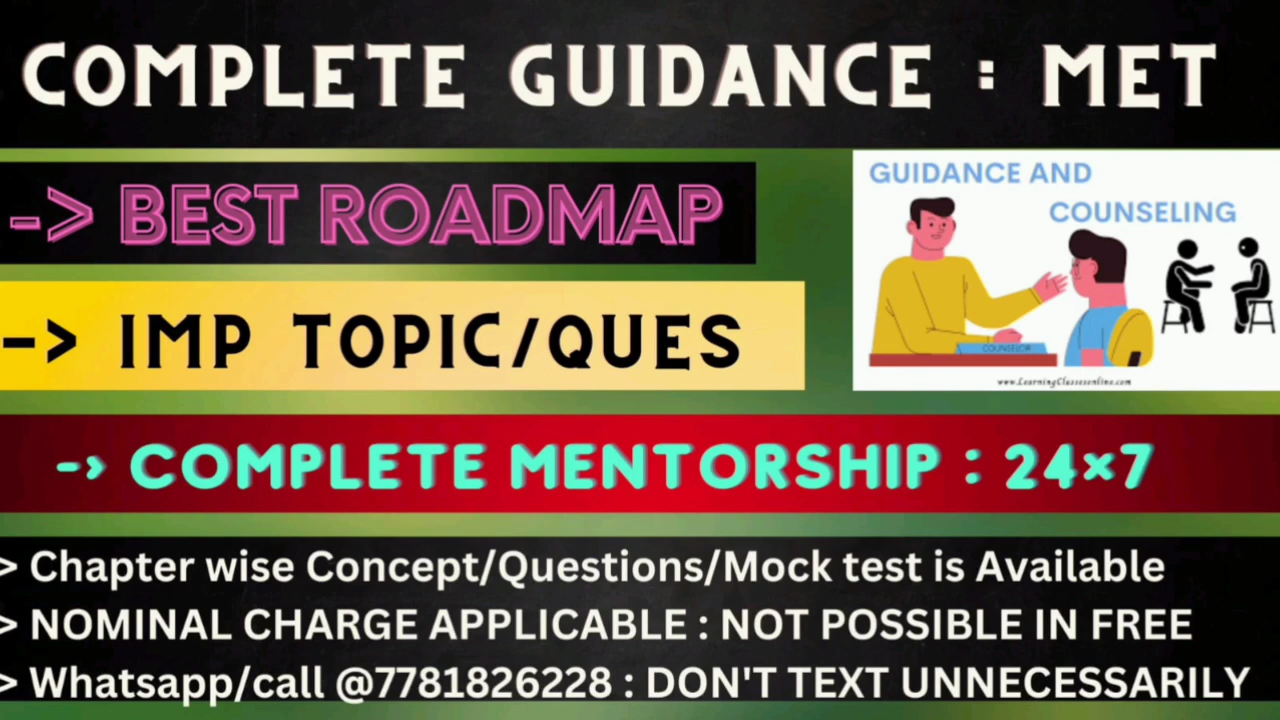 COMPLETE GUIDANCE : MET
-> BEST ROADMAP
GUIDANCE AND
COUNSELING
-> IMP TOPIC/QUES
COUNSELOR
www.LearningClassesonline.com
-> COMPLETE MENTORSHIP : 24×7
> Chapter wise Concept/Questions/Mock test is Available
> NOMINAL CHARGE APPLICABLE : NOT POSSIBLE IN FREE
> Whatsapp/call @7781826228 : DON'T TEXT UNNECESSARILY